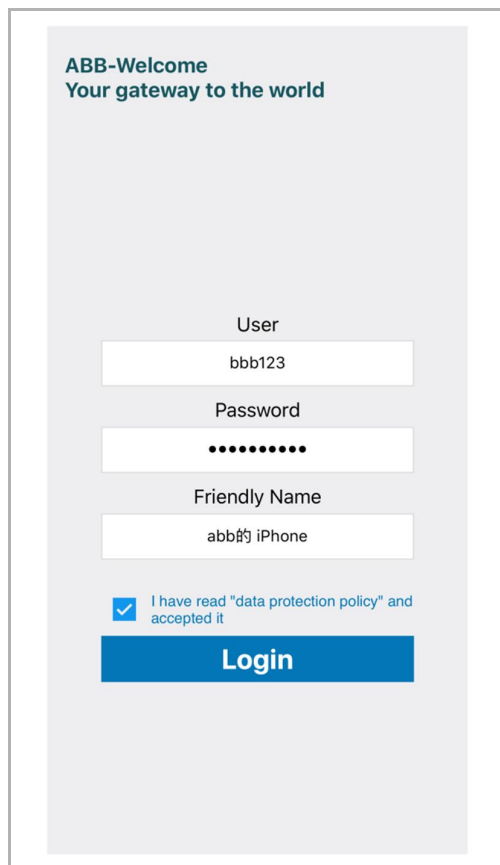 ABB-Welcome
Your gateway to the world
User
bbb123
Password
••••••••••
Friendly Name
abb的 iPhone
I have read "data protection policy" and
accepted it
Login